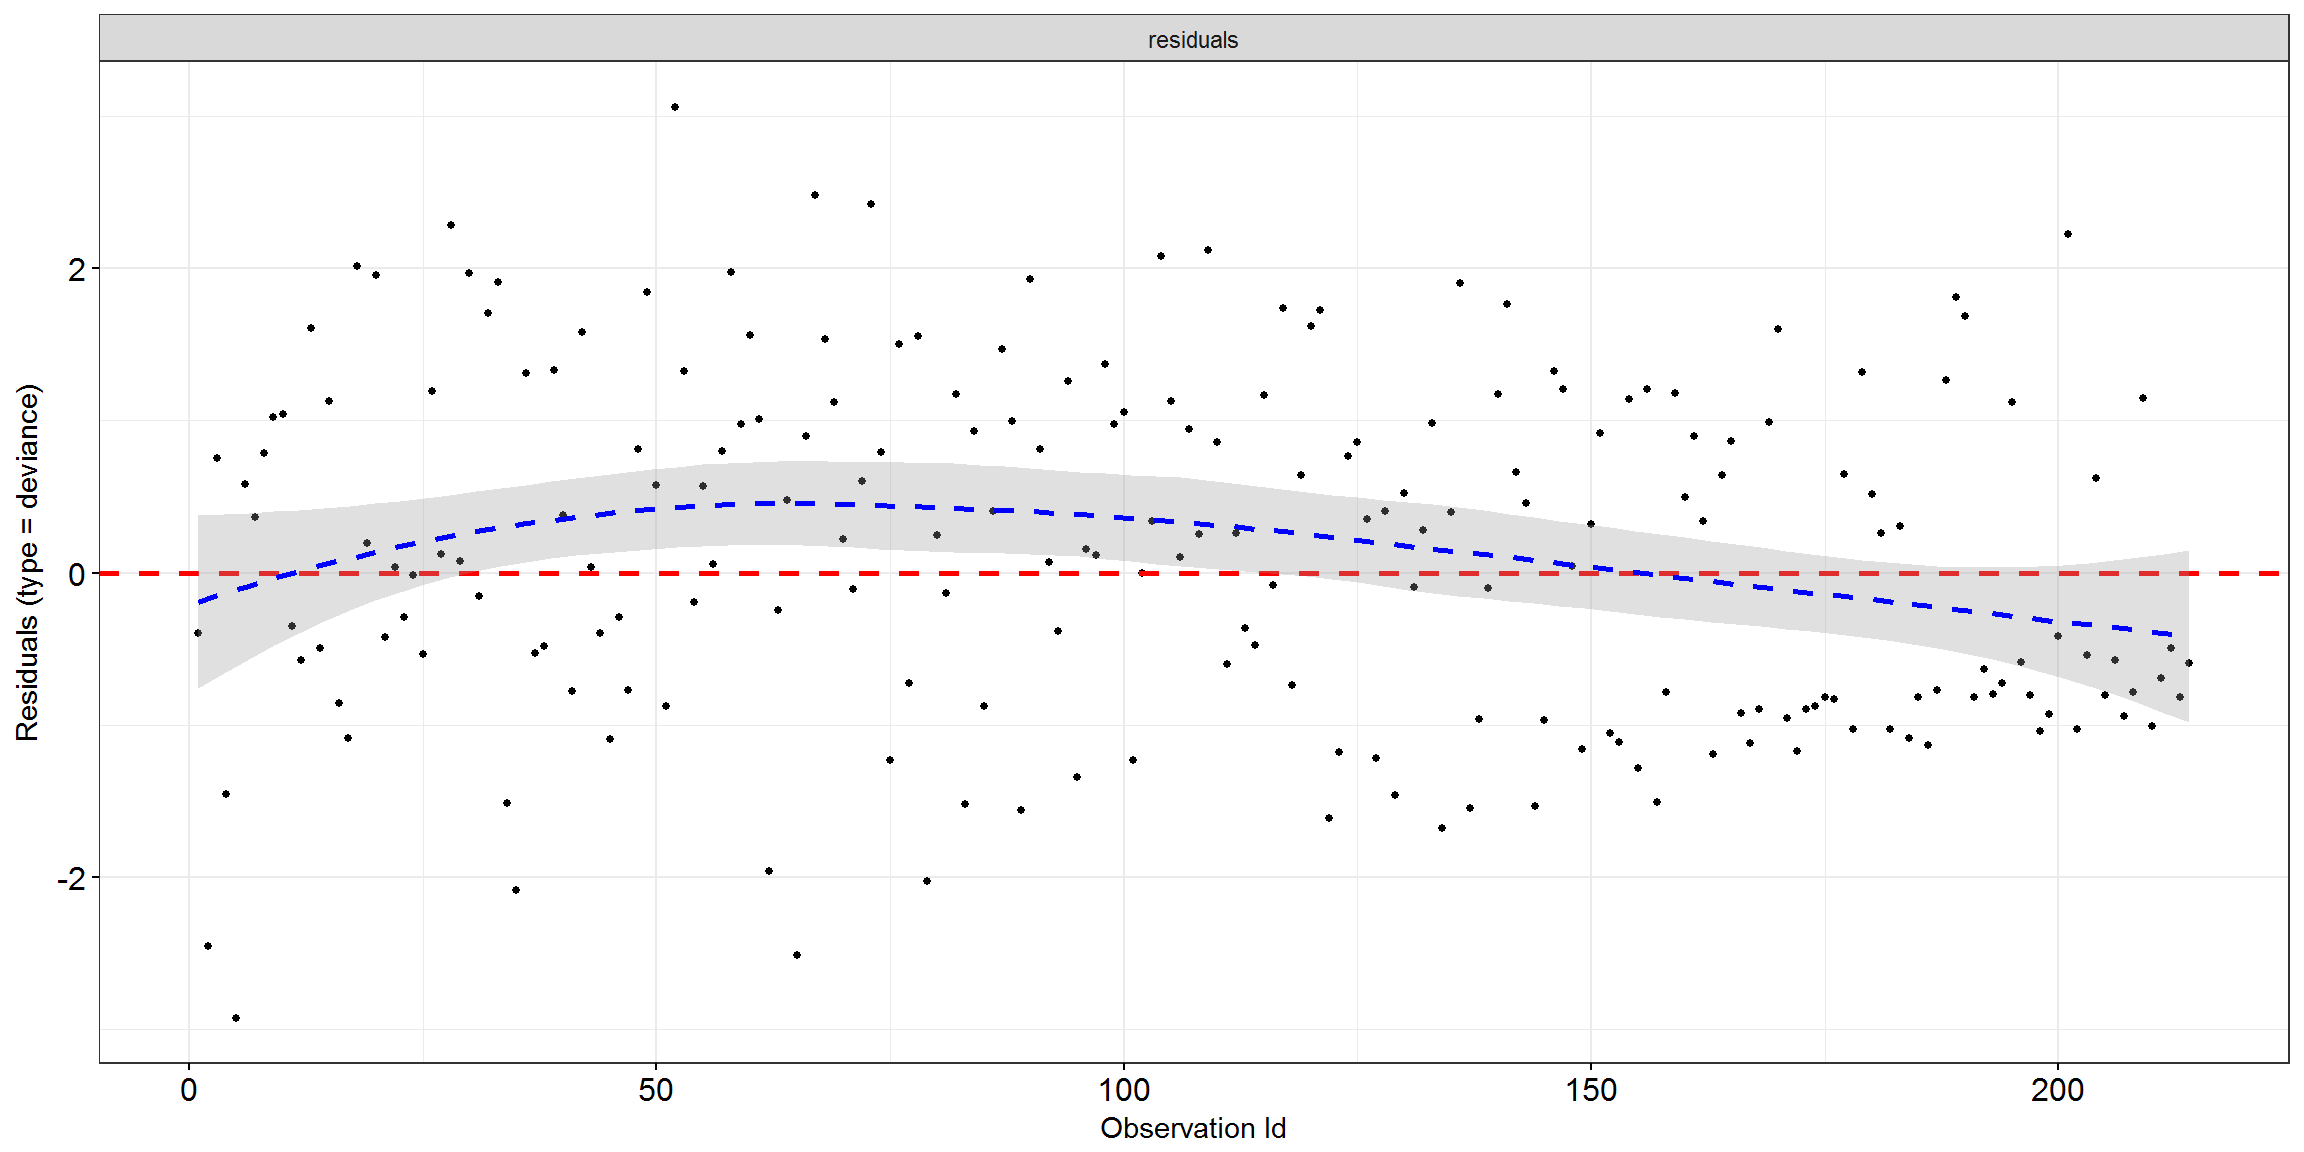 residuals
Residuals (type = deviance)
2
0
-2
0 50 100 150 200
Observation Id